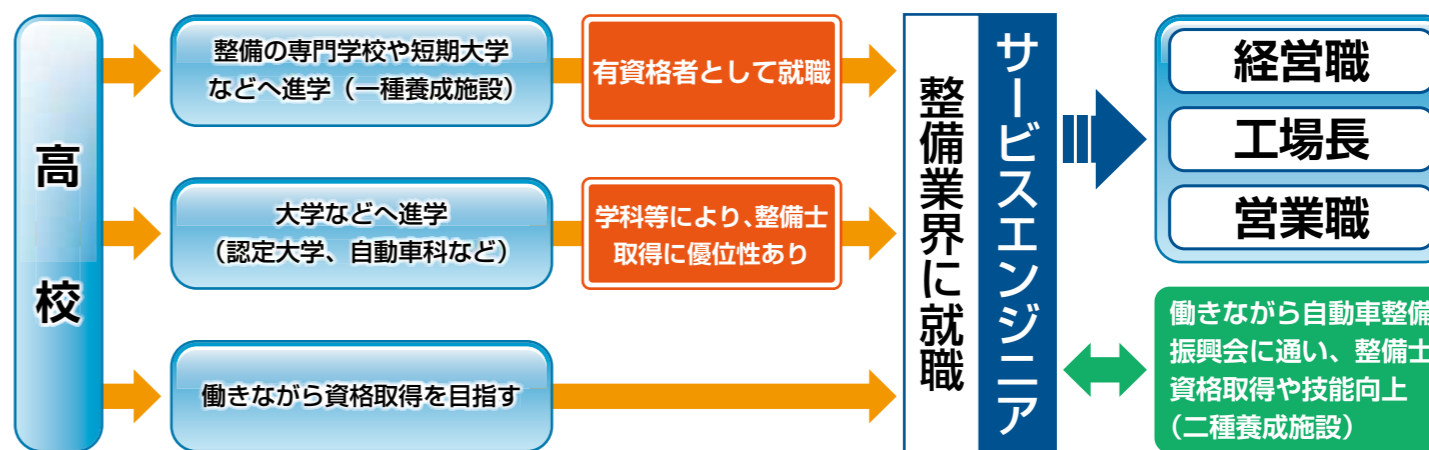 高校
整備の専門学校や短期大学
などへ進学（一種養成施設）
有資格者として就職
大学などへ進学
（認定大学、自動車科など）
学科等により、整備士
取得に優位性あり
働きながら資格取得を目指す
整備業界に就職
サービスエンジニア
経営職
工場長
営業職
働きながら自動車整備
振興会に通い、整備士
資格取得や技能向上
（二種養成施設）